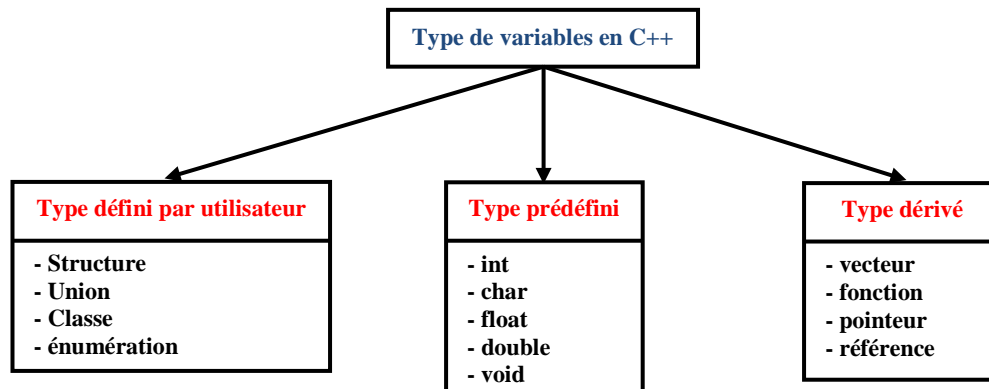 Type de variables en C++
Type défini par utilisateur
- Structure
- Union
- Classe
- énumération
Type prédéfini
- int
- char
- float
- double
- void
Type dérivé
- vecteur
- fonction
- pointeur
- référence